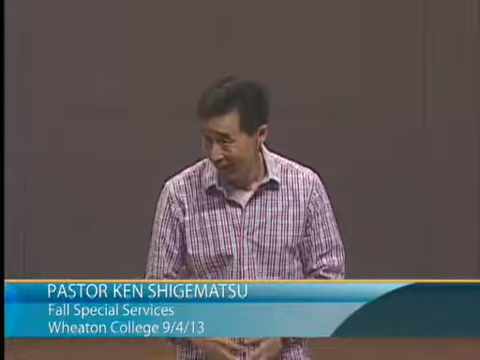 PASTOR KEN SHIGEMATSU
Fall Special Services
Wheaton College 9/4/13